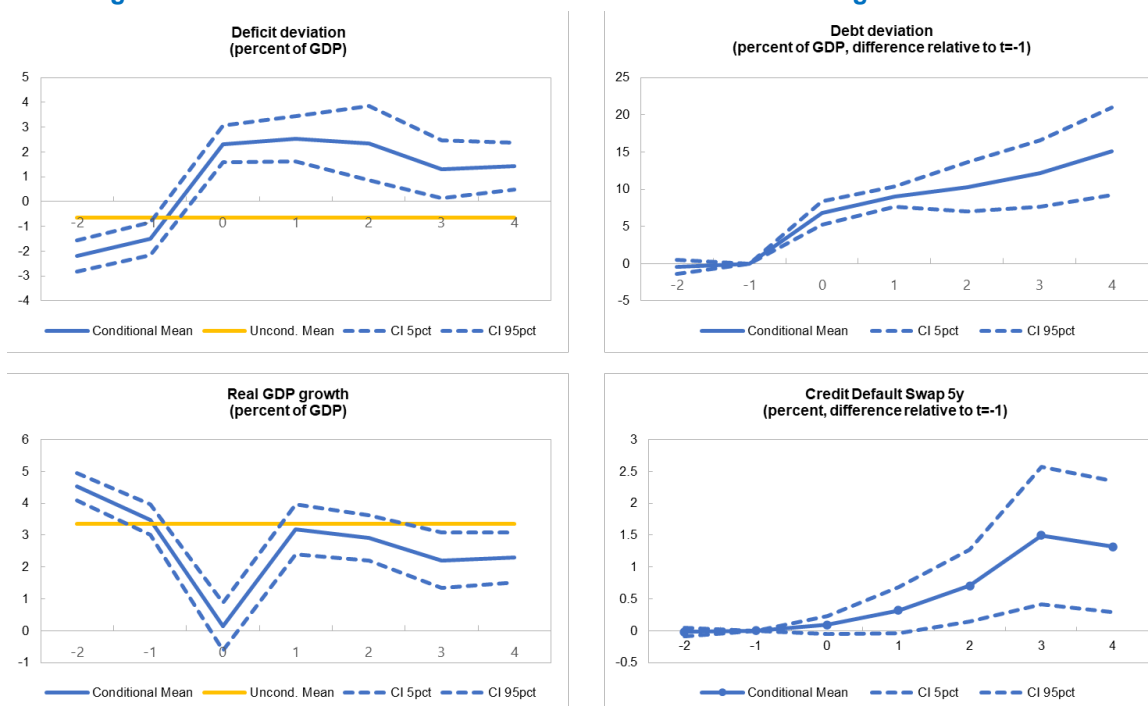 Deficit deviation
(percent of GDP)
5
4
3
2
1
0
-1
-2
-3
-4
-2 -1 0 1 2 3 4
Conditional Mean Uncond. Mean CI 5pct CI 95pct
Debt deviation
(percent of GDP, difference relative to t=-1)
25
20
15
10
5
0
-5
-2 -1 0 1 2 3 4
Conditional Mean CI 5pct CI 95pct
Real GDP growth
(percent of GDP)
6
5
4
3
2
1
0
-1
-2 -1 0 1 2 3 4
Conditional Mean Uncond. Mean CI 5pct CI 95pct
Credit Default Swap 5y
(percent, difference relative to t=-1)
3
2.5
2
1.5
1
0.5
0
-0.5
-2 -1 0 1 2 3 4
Conditional Mean CI 5pct CI 95pct